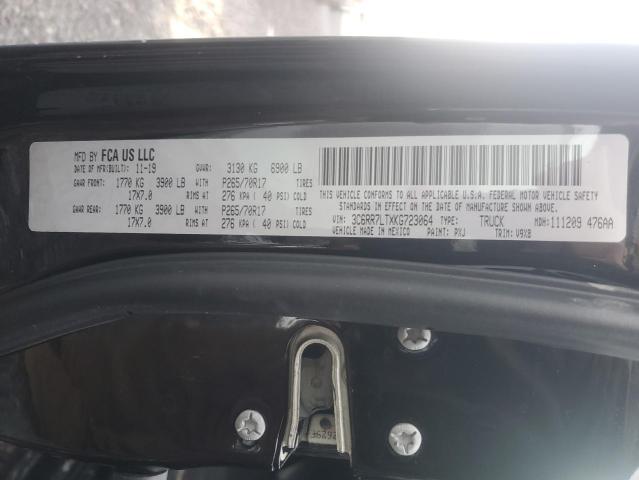 MFD BY FCA US LLC
DATE OF MFR(BUILT): 11-19 GVWR: 3130 KG 6900 LB
GAWR FRONT: 1770 KG 3900 LB WITH P265/70R17 TIRES
17X7.0 RIMS AT 276 KPA ( 40 PSI) COLD
GAWR REAR: 1770 KG 3900 LB WITH P265/70R17 TIRES
17X7.0 RIMS AT 276 KPA ( 40 PSI) COLD
THIS VEHICLE CONFORMS TO ALL APPLICABLE U.S.A. FEDERAL MOTOR VEHICLE SAFETY
STANDARDS IN EFFECT ON THE DATE OF MANUFACTURE SHOWN ABOVE.
VIN: 3C6RR7LTXKG723064 TYPE: TRUCK MDH: 111209 476AA
VEHICLE MADE IN MEXICO PAINT: PXJ TRIM: V9X8